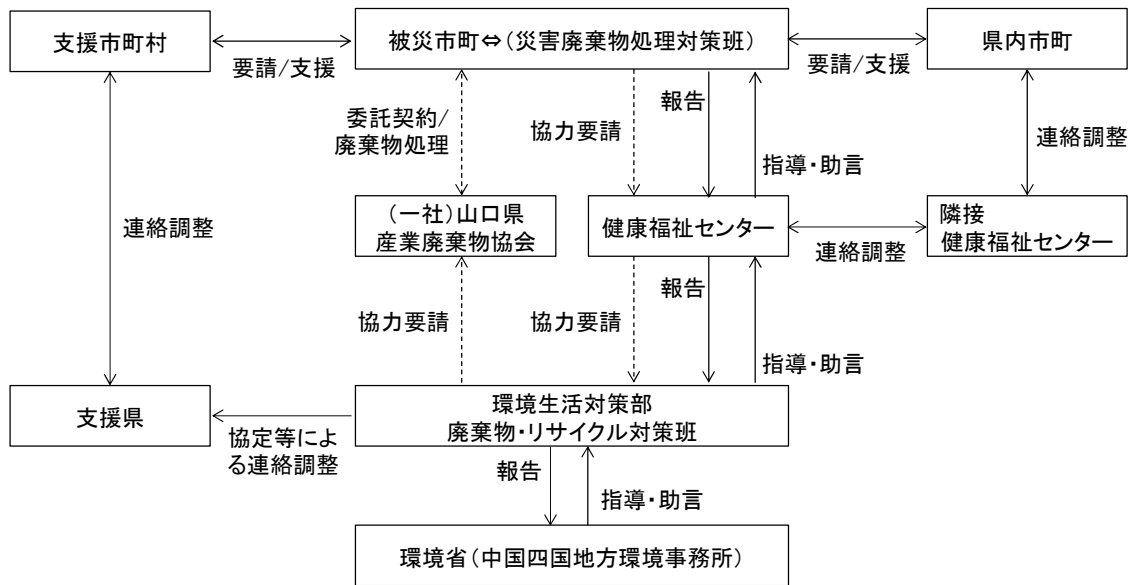 支援市町村
被災市町⇔(災害廃棄物処理対策班)
県内市町
要請/支援
要請/支援
委託契約/
廃棄物処理
協力要請
報告
指導・助言
連絡調整
連絡調整
(一社)山口県
産業廃棄物協会
健康福祉センター
隣接
健康福祉センター
連絡調整
協力要請
協力要請
報告
指導・助言
支援県
環境生活対策部
廃棄物・リサイクル対策班
協定等によ
る連絡調整
報告
指導・助言
環境省(中国四国地方環境事務所)